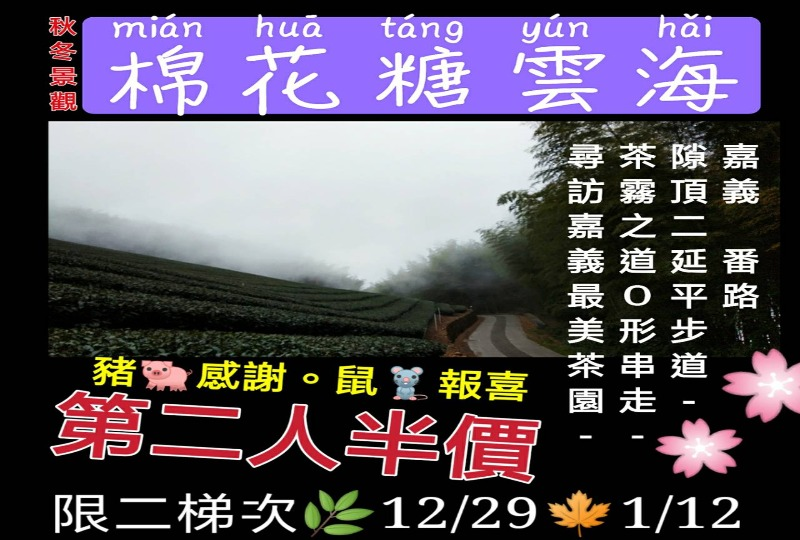 秋冬景觀
mián huā táng yún hǎi
棉花糖雲海
嘉義 番路
隙頂二延平步道-
茶霧之道O形串走-
尋訪嘉義最美茶園-
豬🐷感謝。鼠🐭報喜
第二人半價
限二梯次🌿12/29🍁1/12